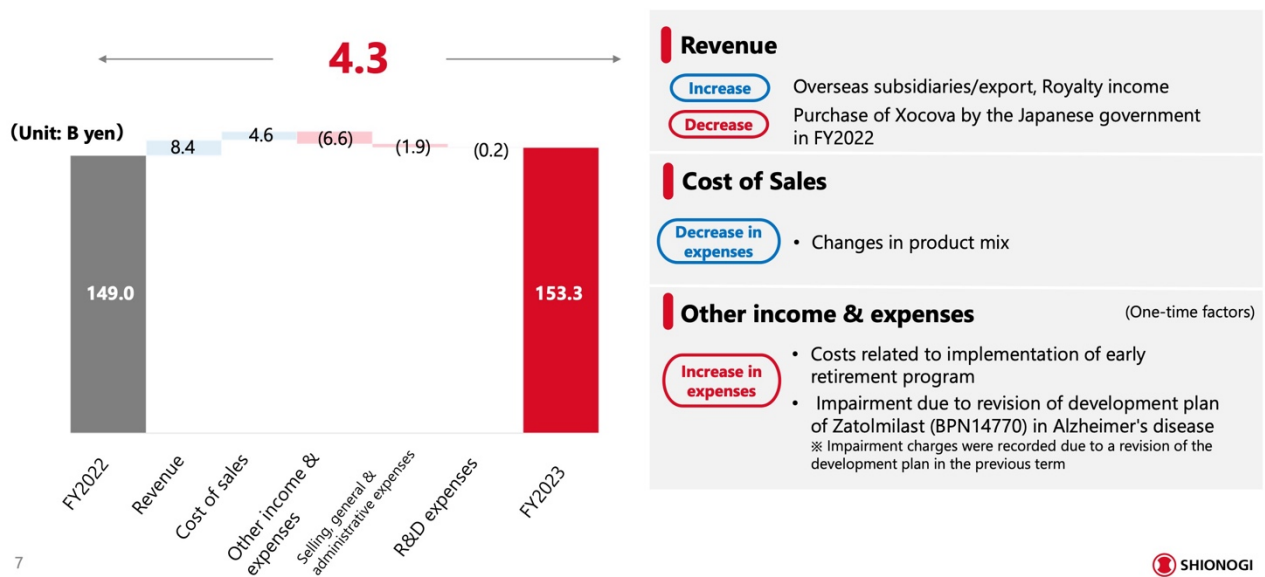 4.3
（Unit: B yen）
8.4
4.6
(6.6)
(1.9)
(0.2)
149.0
153.3
FY2022
Revenue
Cost of sales
Other income &
expenses
Selling, general &
administrative expenses
R&D expenses
FY2023
Revenue
Increase
Overseas subsidiaries/export, Royalty income
Decrease
Purchase of Xocova by the Japanese government
in FY2022
Cost of Sales
Decrease in
expenses
• Changes in product mix
Other income & expenses
(One-time factors)
Increase in
expenses
• Costs related to implementation of early
retirement program
• Impairment due to revision of development plan
of Zatolmilast (BPN14770) in Alzheimer's disease
※ Impairment charges were recorded due to a revision of the
development plan in the previous term
7
SHIONOGI